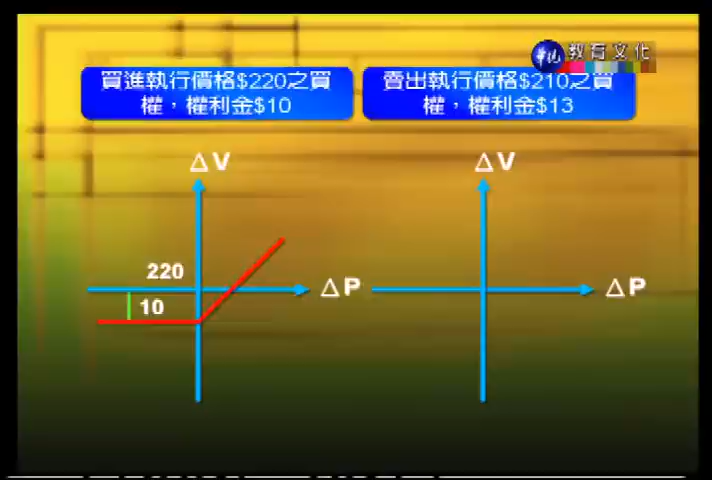 華視 教育文化
買進執行價格$220之買
權，權利金$10
賣出執行價格$210之買
權，權利金$13
ΔV
ΔV
220
ΔP
ΔP
10